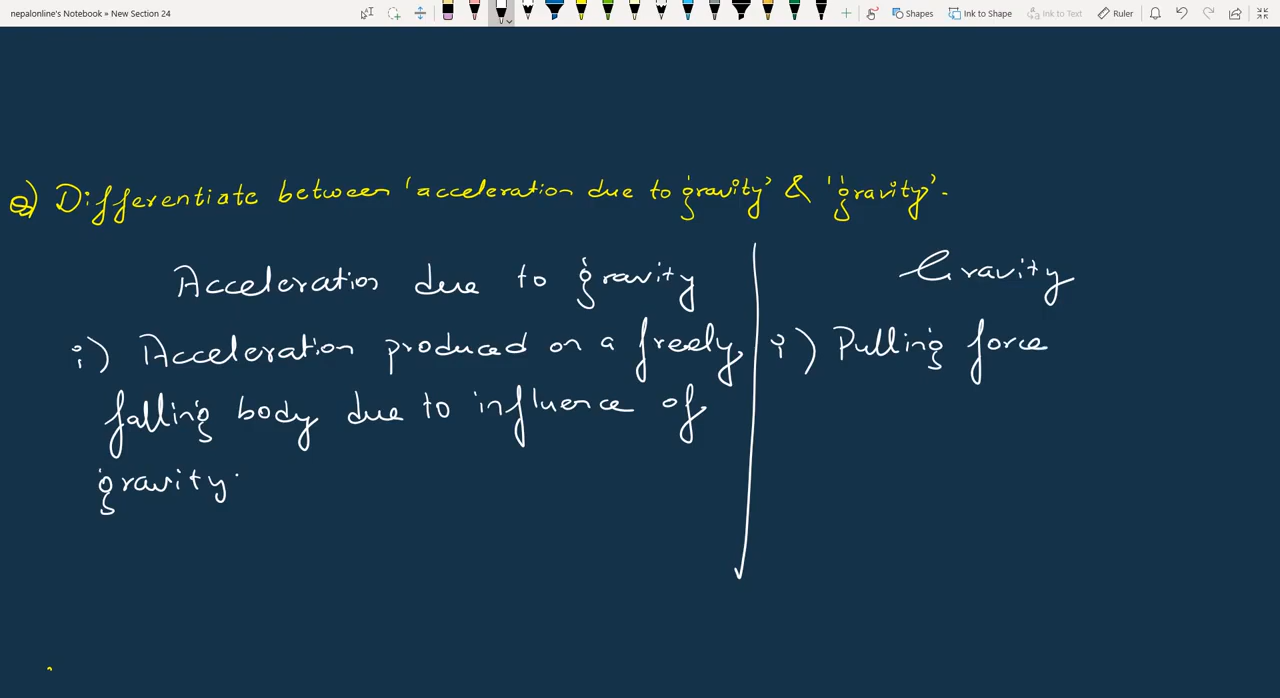 nepalonline's Notebook » New Section 24
Shapes Ink to Shape Ink to Text Ruler
Q) Differentiate between 'acceleration due to gravity' & 'gravity'.
Acceleration due to gravity
i) Acceleration produced on a freely
falling body due to influence of
gravity.
Gravity
i) Pulling force